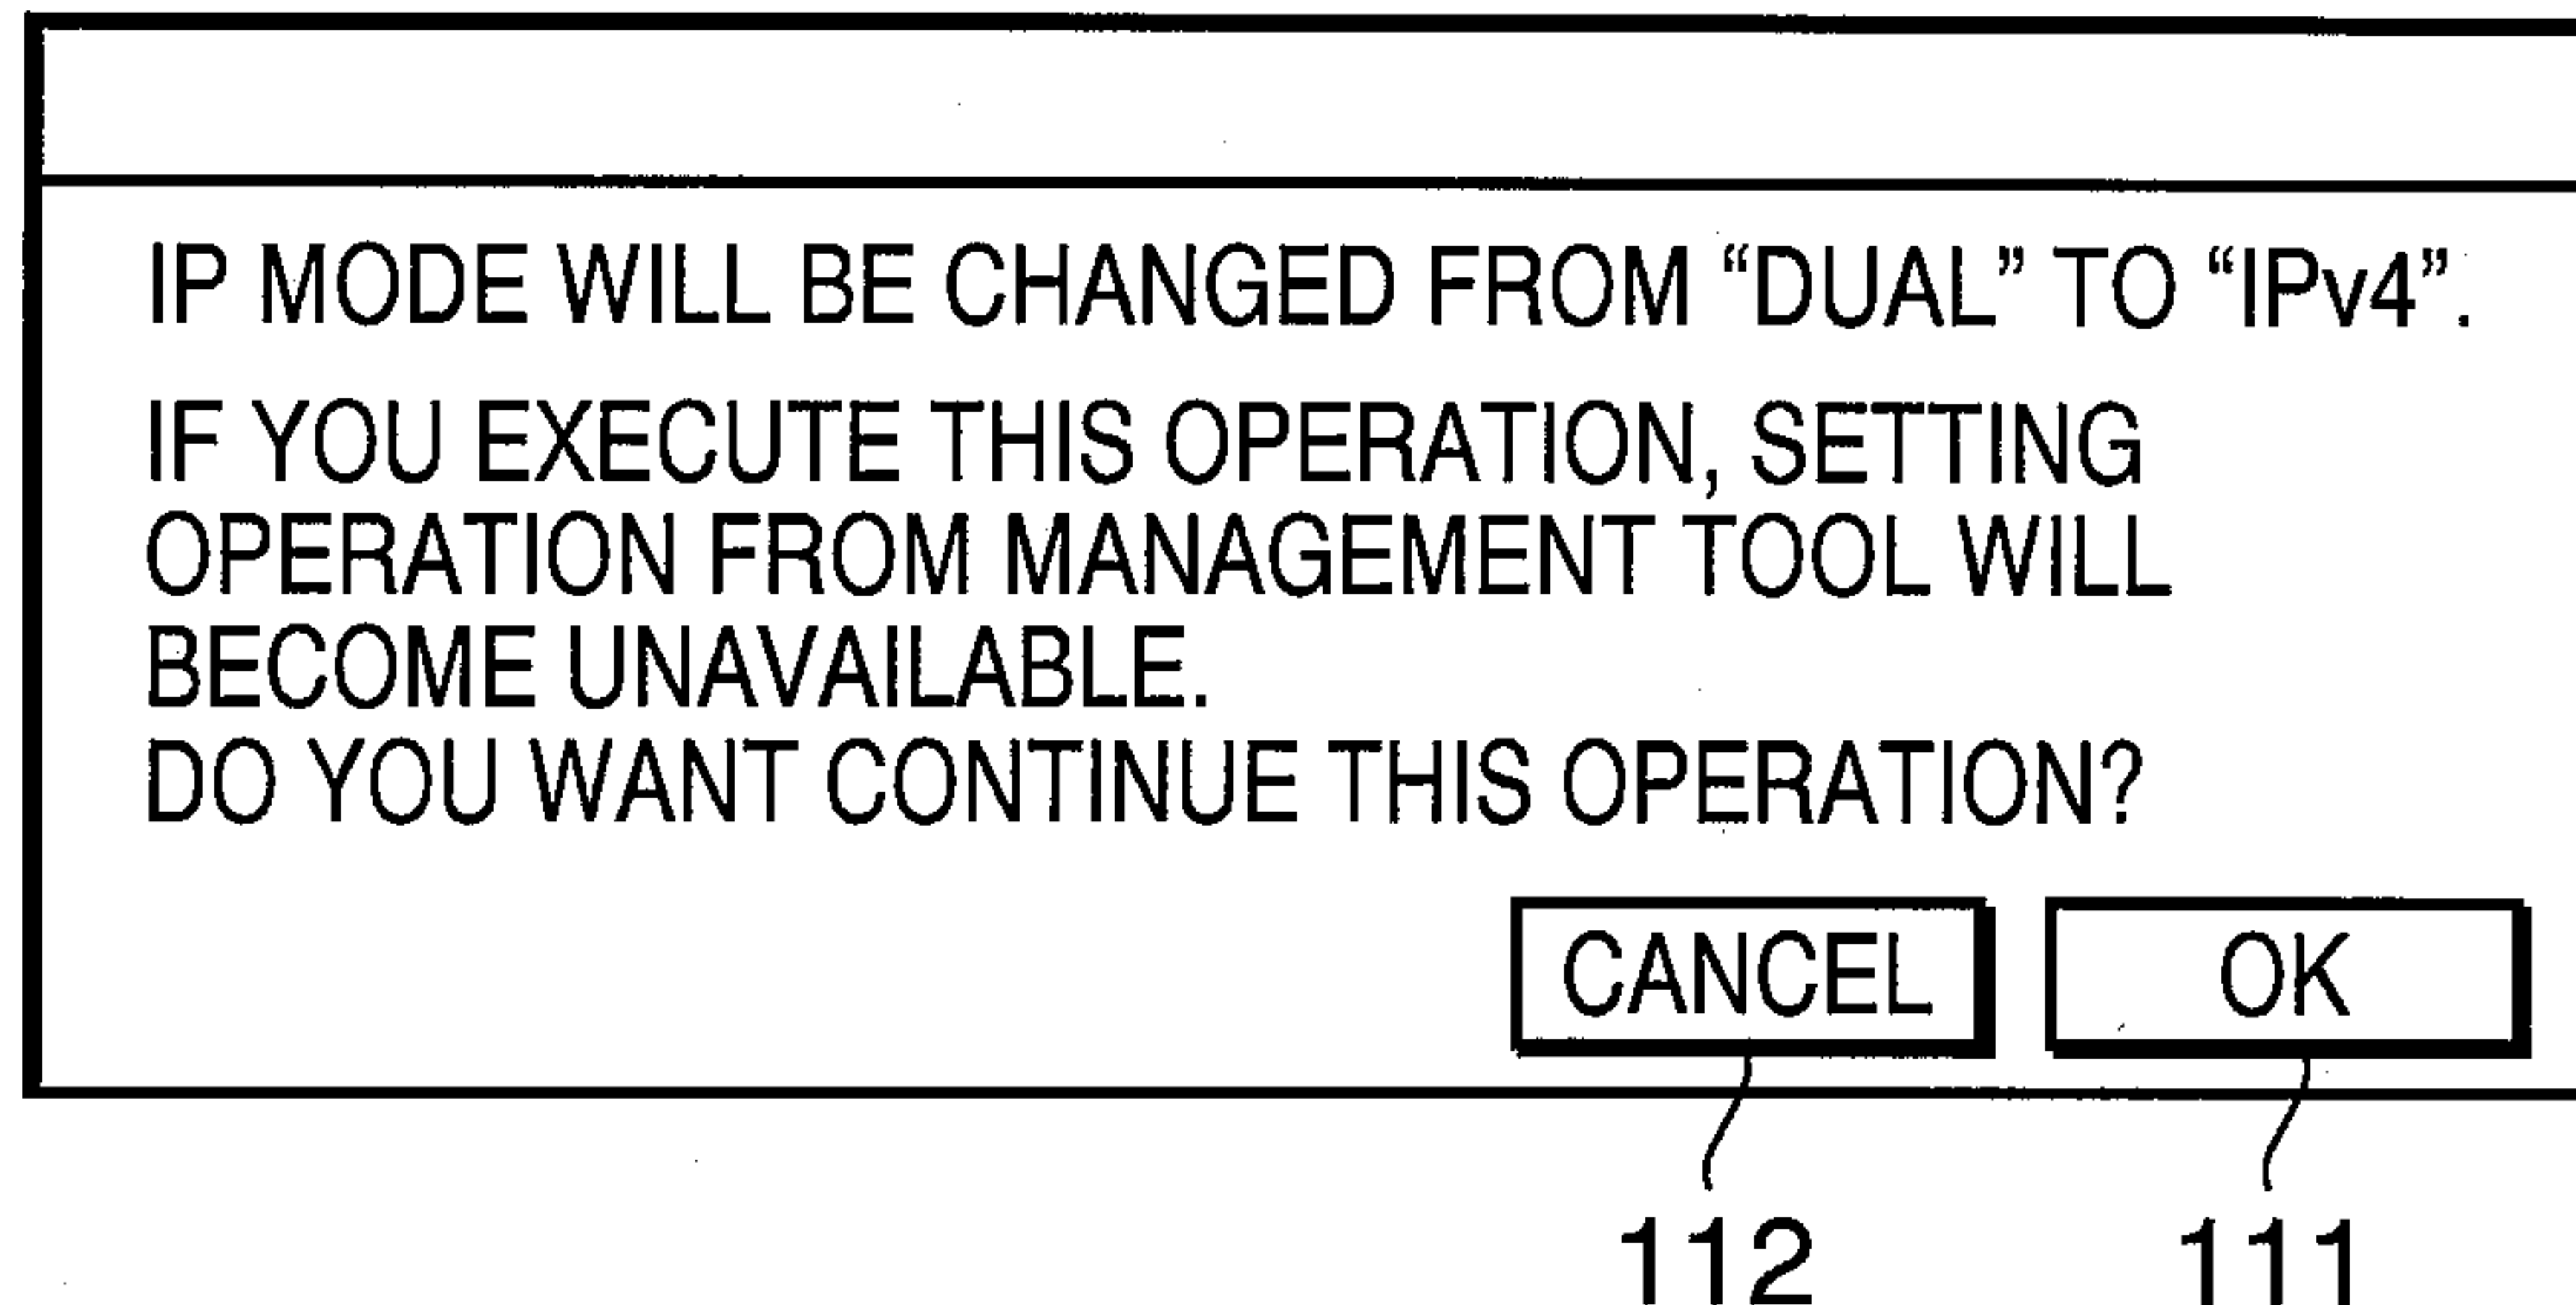 IP MODE WILL BE CHANGED FROM “DUAL” TO “IPv4”.
IF YOU EXECUTE THIS OPERATION, SETTING
OPERATION FROM MANAGEMENT TOOL WILL
BECOME UNAVAILABLE.
DO YOU WANT CONTINUE THIS OPERATION?
CANCEL OK
112 111